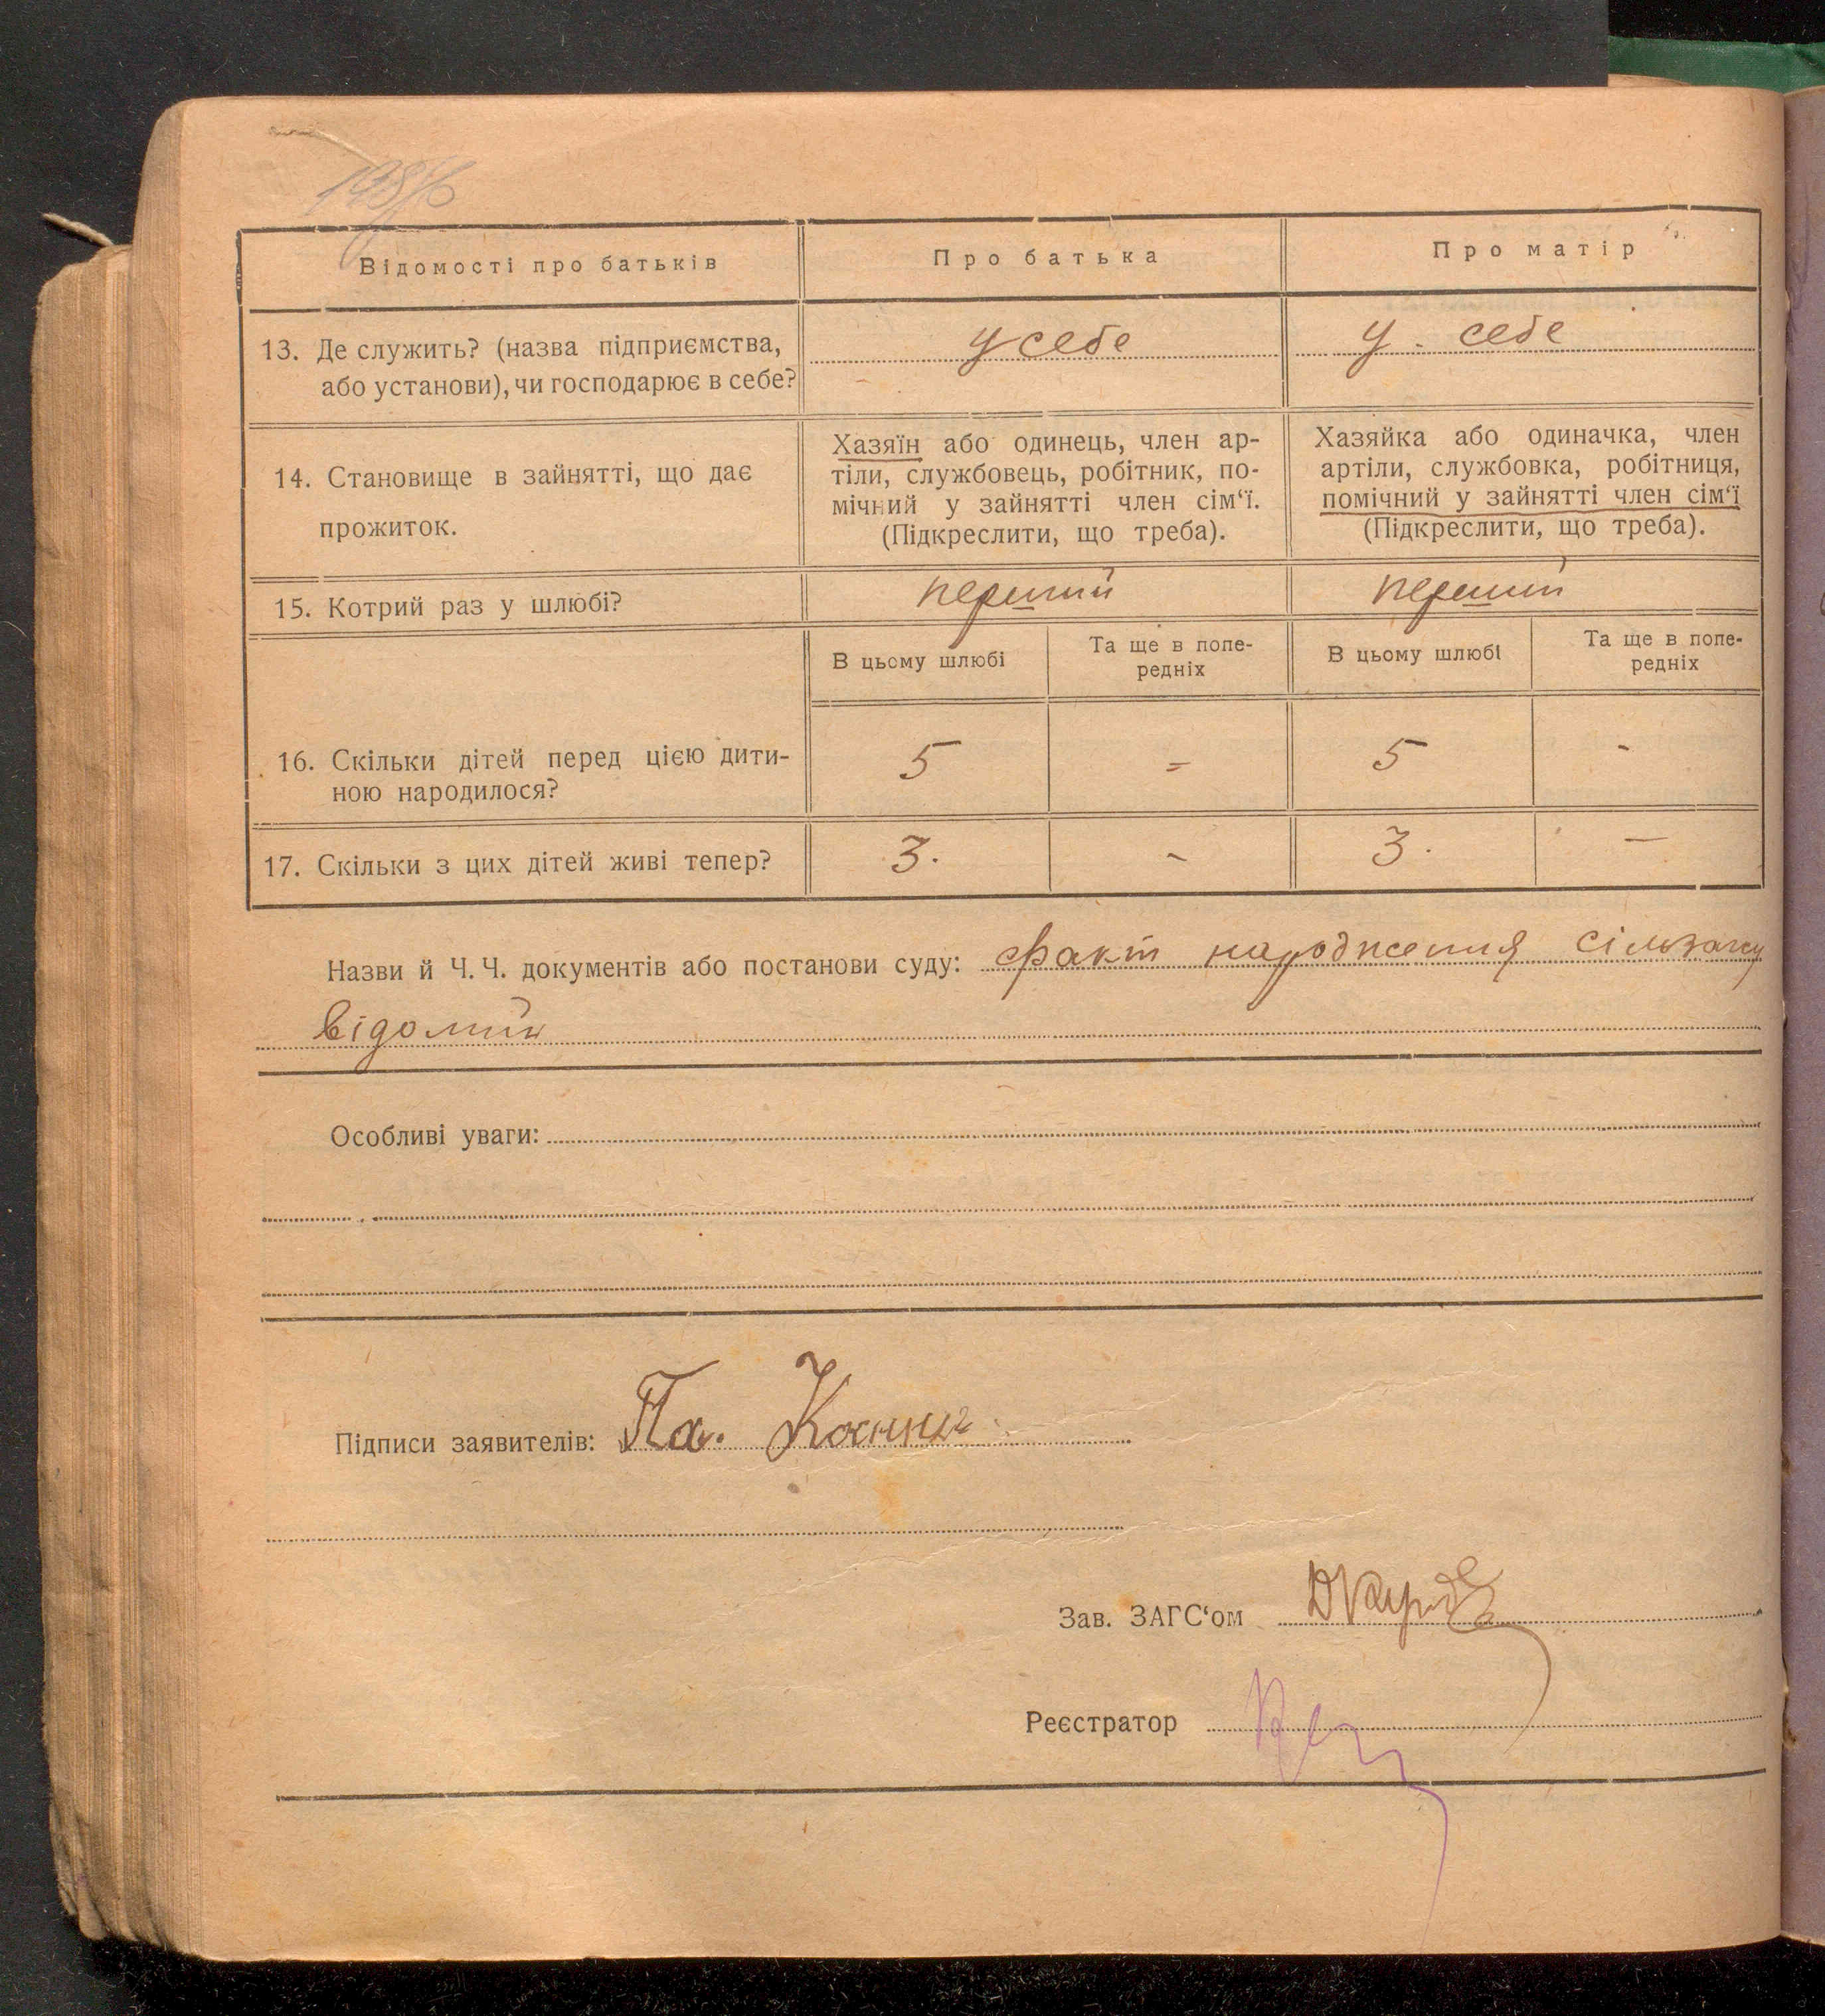 Відомості про батьків
Про батька
Про матір
13. Де служить? (назва підприємства,
або установи), чи господарює в себе?
у себе
у себе
14. Становище в зайнятті, що дає
прожиток.
Хазяїн або одинець, член ар-
тіли, службовець, робітник, по-
мічний у зайнятті член сім‘ї.
(Підкреслити, що треба).
Хазяйка або одиначка, член
артіли, службовка, робітниця,
помічний у зайнятті член сім‘ї
(Підкреслити, що треба).
15. Котрий раз у шлюбі?
перший
перший
В цьому шлюбі
Та ще в попе-
редніх
В цьому шлюбі
Та ще в попе-
редніх
16. Скільки дітей перед цією дити-
ною народилося?
5
=
5
-
17. Скільки з цих дітей живі тепер?
3.
-
3.
—
Назви й Ч. Ч. документів або постанови суду: факт народження
відомий
Особливі уваги:
Підписи заявителів: Па.
Зав. ЗАГС‘ом
Реєстратор